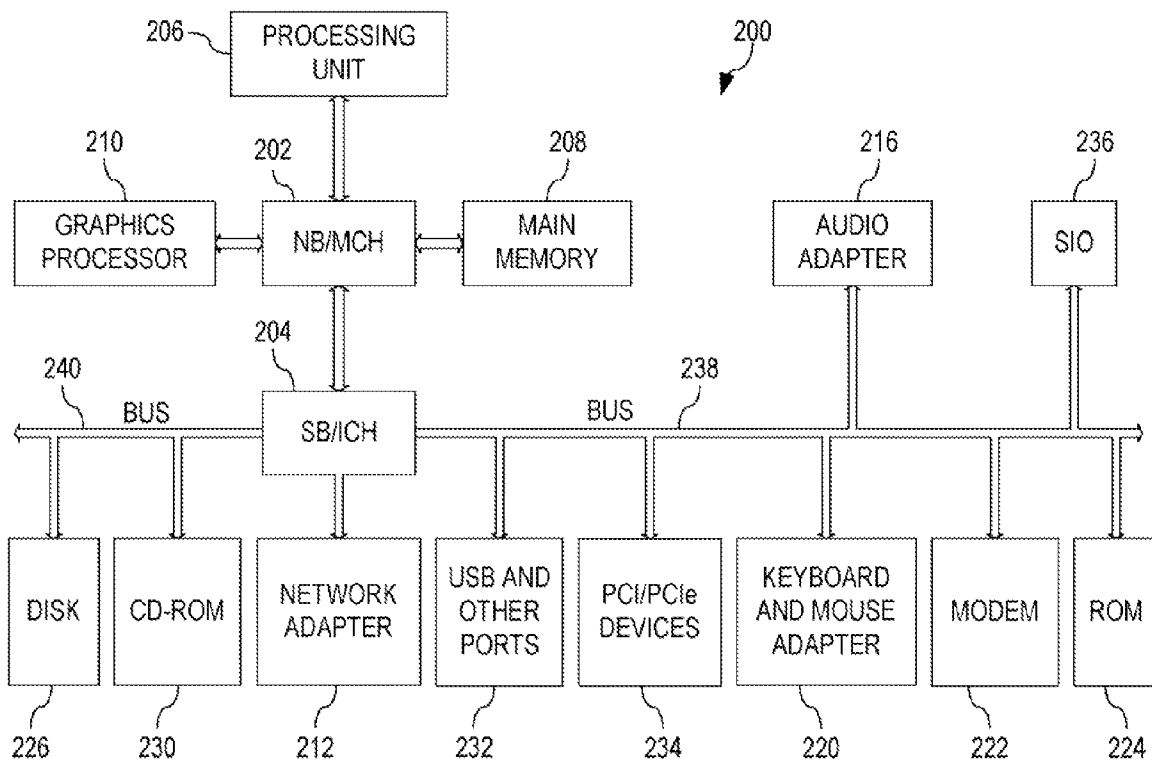 206
PROCESSING
UNIT
200
210
202
208
216
236
GRAPHICS
PROCESSOR
NB/MCH
MAIN
MEMORY
AUDIO
ADAPTER
SIO
204
240
BUS
SB/ICH
BUS
238
DISK
CD-ROM
NETWORK
ADAPTER
USB AND
OTHER
PORTS
PCI/PCIe
DEVICES
KEYBOARD
AND MOUSE
ADAPTER
MODEM
ROM
226
230
212
232
234
220
222
224